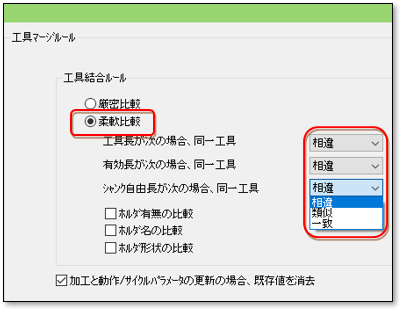 工具マージルール
工具結合ルール
厳密比較
柔軟比較
工具長が次の場合、同一工具 相違
有効長が次の場合、同一工具 相違
シャンク自由長が次の場合、同一工具 相違
相違
類似
一致
ホルダ有無の比較
ホルダ名の比較
ホルダ形状の比較
加工と動作/サイクルパラメータの更新の場合、既存値を消去